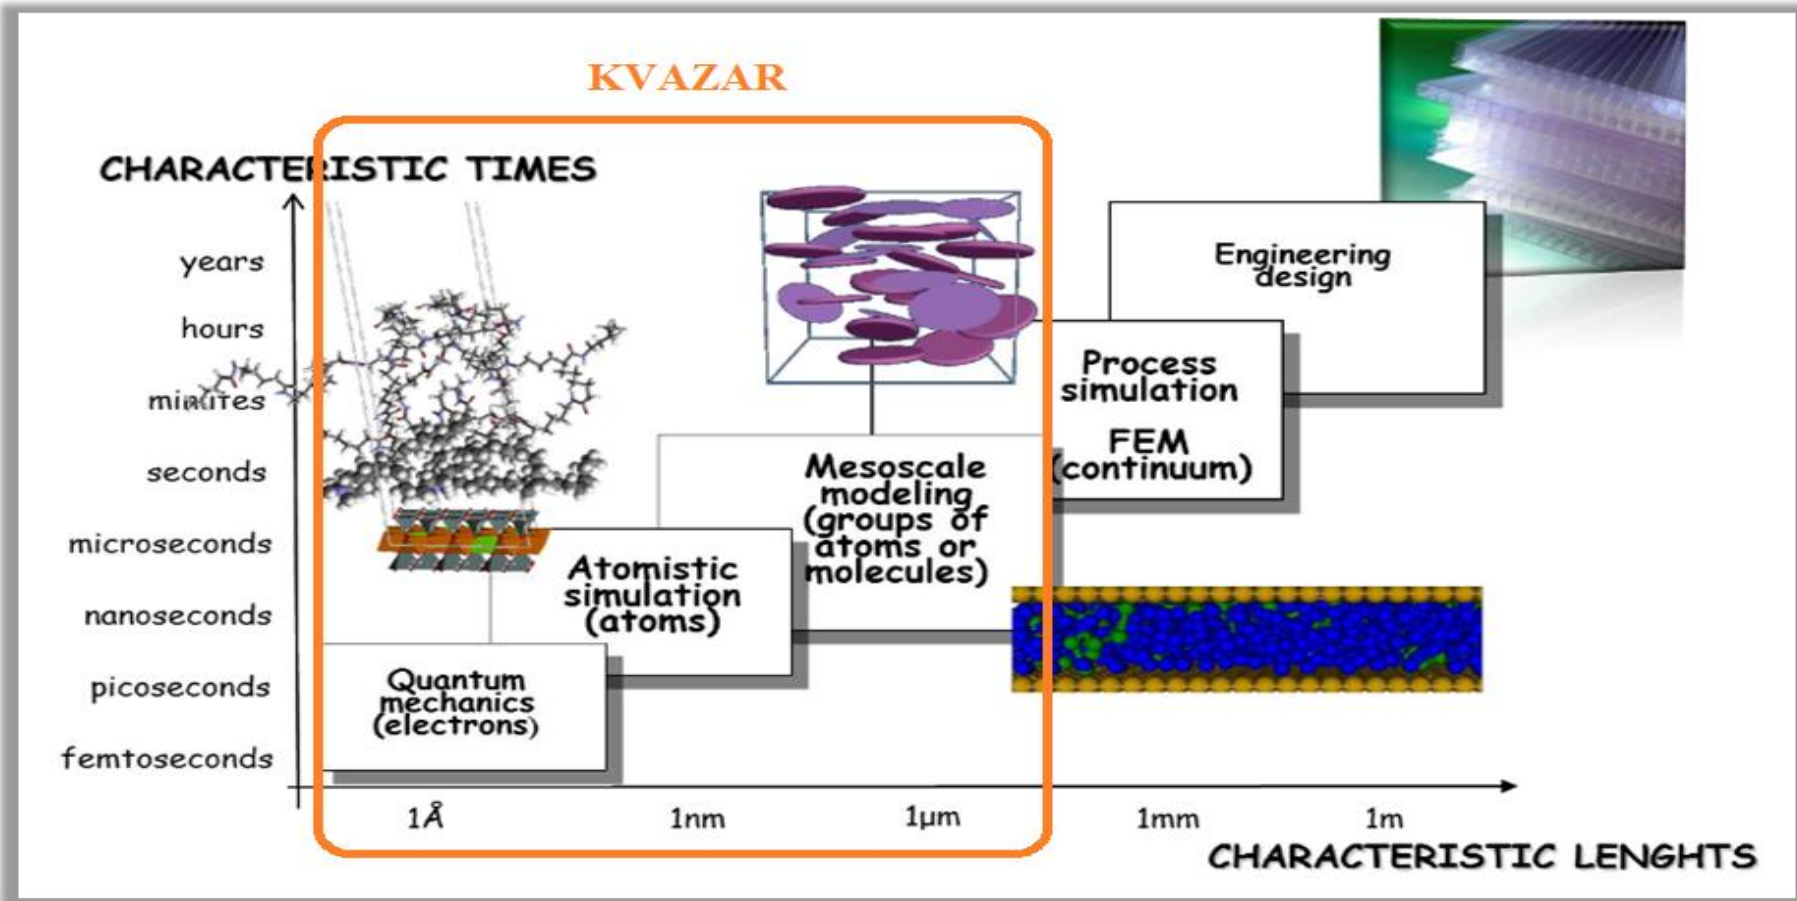 KVAZAR
CHARACTERISTIC TIMES
years
hours
minutes
seconds
microseconds
nanoseconds
picoseconds
femtoseconds
Engineering
design
Process
simulation
FEM
(continuum)
Mesoscale
modeling
(groups of
atoms or
molecules)
Atomistic
simulation
(atoms)
Quantum
mechanics
(electrons)
1Å 1nm 1µm 1mm 1m
CHARACTERISTIC LENGHTS